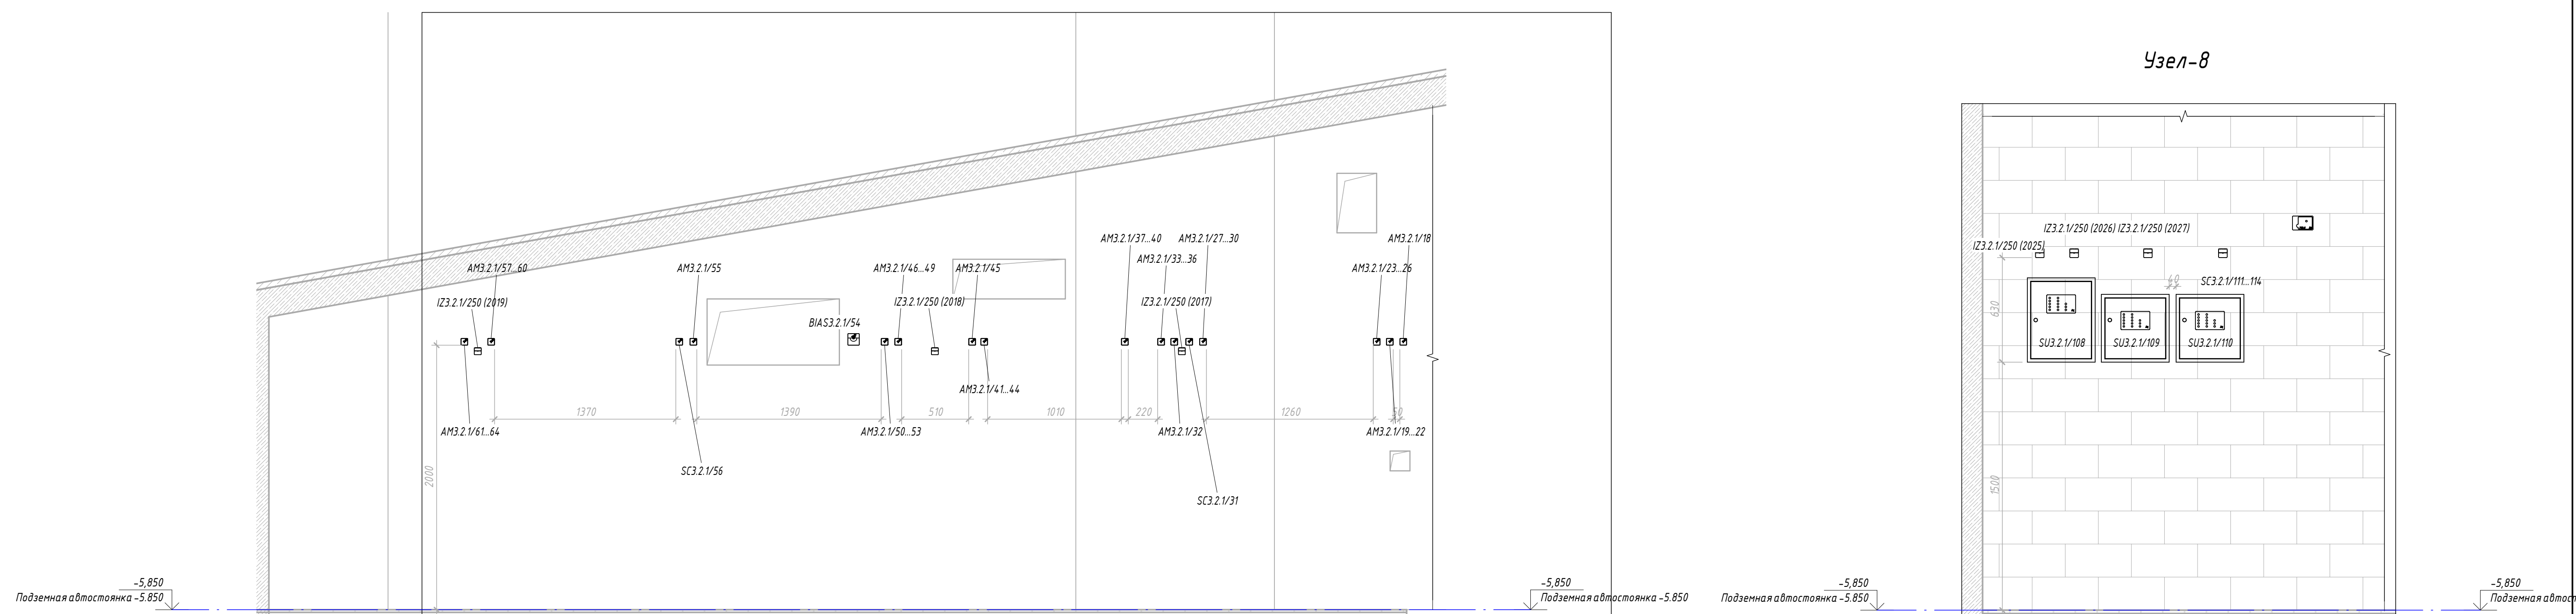 Узел-8
АМ3.2.1/37...40
АМ3.2.1/27...30
АМ3.2.1/18
АМ3.2.1/33...36
АМ3.2.1/57...60
АМ3.2.1/55
АМ3.2.1/46...49
АМ3.2.1/45
АМ3.2.1/23...26
IZ3.2.1/250 (2019)
IZ3.2.1/250 (2018)
IZ3.2.1/250 (2017)
BIAS3.2.1/54
АМ3.2.1/41...44
1370
1390
510
1010
220
1260
АМ3.2.1/61...64
АМ3.2.1/50...53
АМ3.2.1/32
АМ3.2.1/19...22
SC3.2.1/56
SC3.2.1/31
2000
-5,850
Подземная автостоянка -5.850
-5,850
Подземная автостоянка -5.850
IZ3.2.1/250 (2026)
IZ3.2.1/250 (2027)
IZ3.2.1/250 (2025)
40
SC3.2.1/111...114
630
SU3.2.1/108
SU3.2.1/109
SU3.2.1/110
1500
-5,850
Подземная автостоянка -5.850
-5,850
Подземная автос